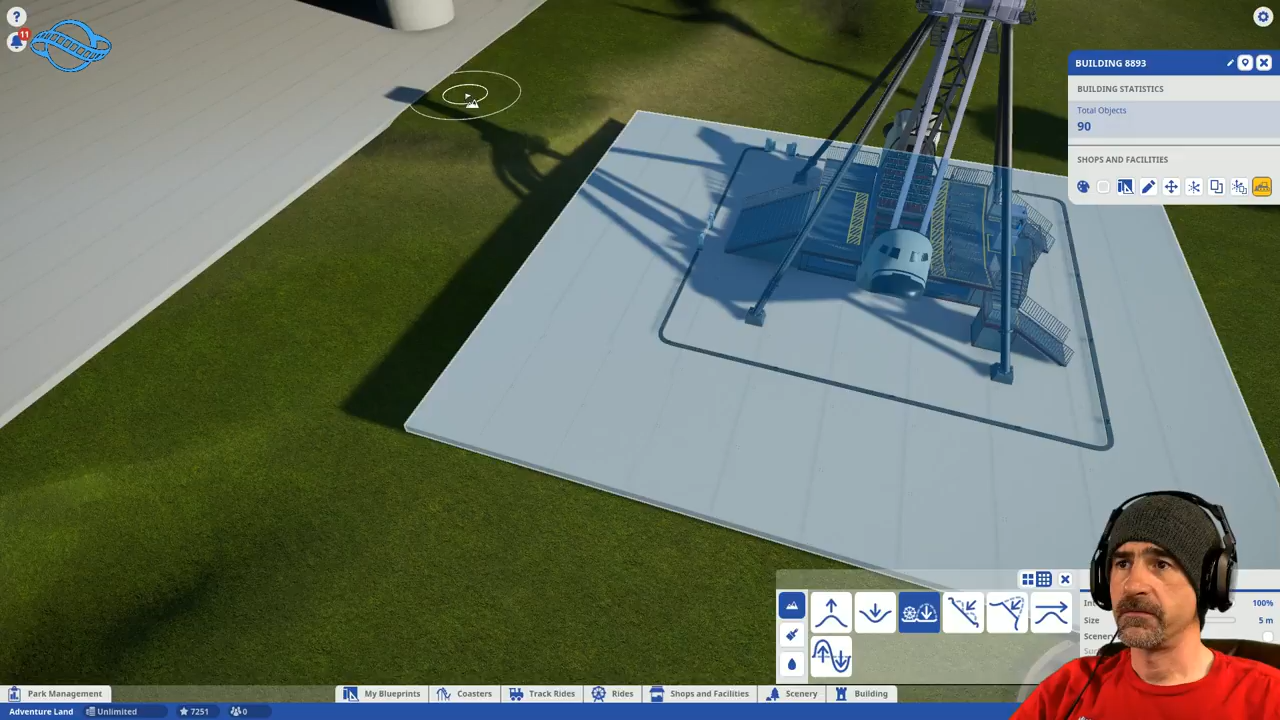 ?
11
BUILDING 8893
BUILDING STATISTICS
Total Objects
90
SHOPS AND FACILITIES
100%
Size
5 m
Park Management
My Blueprints
Coasters
Track Rides
Rides
Shops and Facilities
Scenery
Building
Adventure Land
Unlimited
7251
0